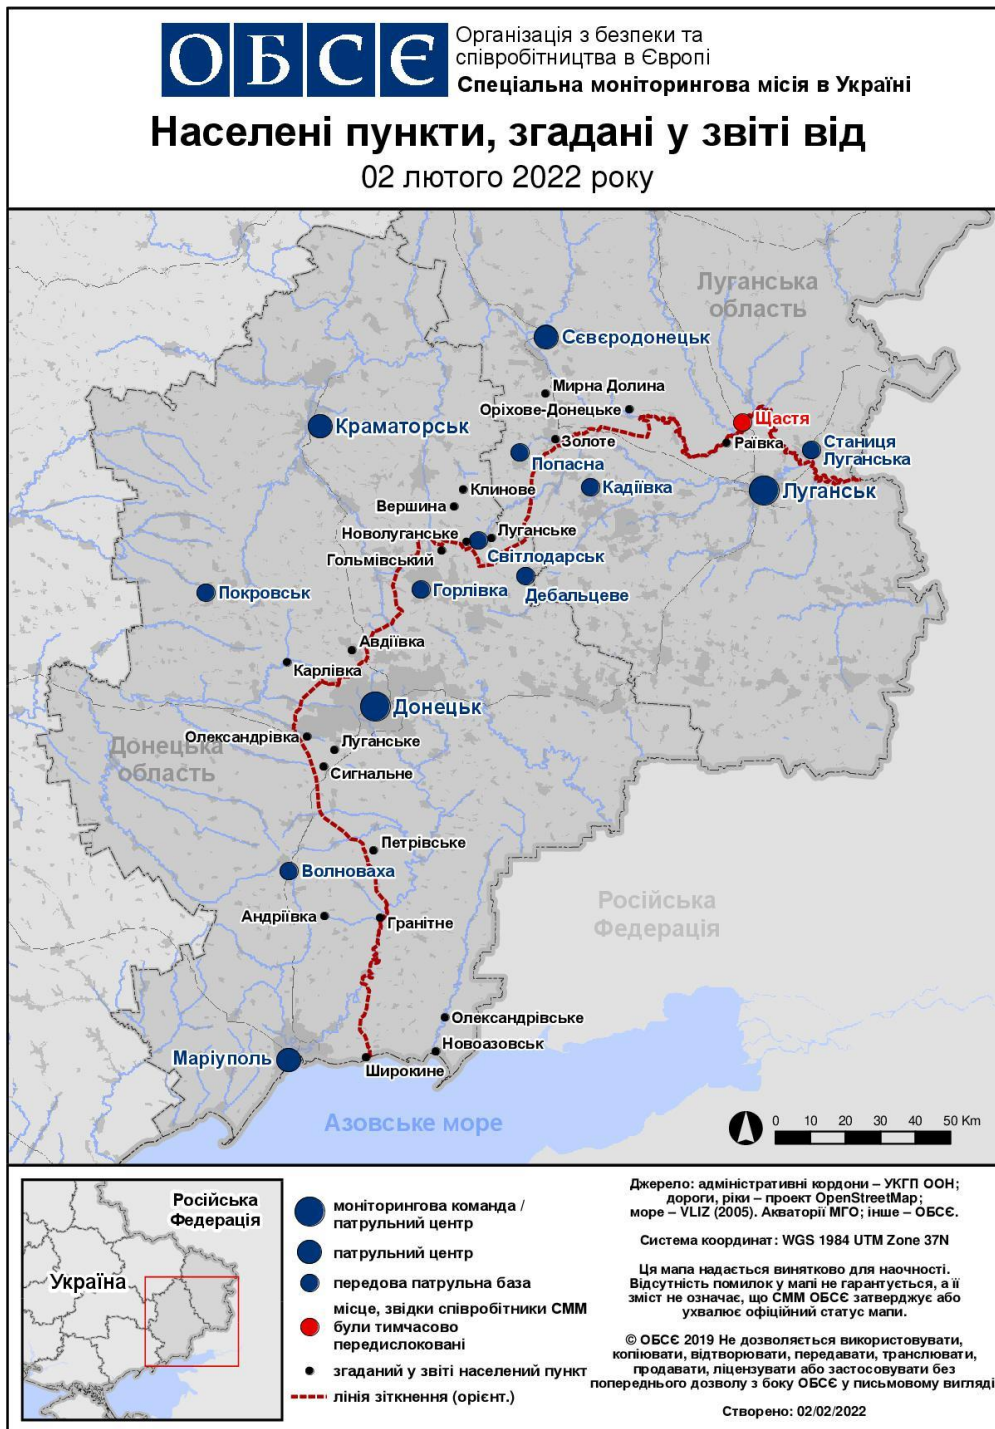 ОБСЄ
Організація з безпеки та
співробітництва в Європі
Спеціальна моніторингова місія в Україні
Населені пункти, згадані у звіті від
02 лютого 2022 року
Луганська
область
Сєвєродонецьк
Мирна Долина
Оріхове-Донецьке
Щастя
Краматорськ
Золоте
Раївка
Станиця
Луганська
Попасна
Клинове
Кадіївка
Луганськ
Вершина
Новолуганське
Луганське
Гольмівський
Світлодарськ
Покровськ
Горлівка
Дебальцеве
Авдіївка
Карлівка
Донецьк
Олександрівка
Луганське
Донецька
область
Сигнальне
Петрівське
Волноваха
Андріївка
Гранітне
Російська
Федерація
Олександрівське
Новоазовськ
Маріуполь
Широкине
Азовське море
0 10 20 30 40 50 Km
Російська
Федерація
Україна
моніторингова команда /
патрульний центр
патрульний центр
передова патрульна база
місце, звідки співробітники СММ
були тимчасово
передислоковані
згаданий у звіті населений пункт
лінія зіткнення (орієнт.)
Джерело: адміністративні кордони – УКГП ООН;
дороги, ріки – проект OpenStreetMap;
море – VLIZ (2005). Акваторії МГО; інше – ОБСЄ.
Система координат: WGS 1984 UTM Zone 37N
Ця мапа надається винятково для наочності.
Відсутність помилок у мапі не гарантується, а її
зміст не означає, що СММ ОБСЄ затверджує або
ухвалює офіційний статус мапи.
© ОБСЄ 2019 Не дозволяється використовувати,
копіювати, відтворювати, передавати, транслювати,
продавати, ліцензувати або застосовувати без
попереднього дозволу з боку ОБСЄ у письмовому вигляді
Створено: 02/02/2022